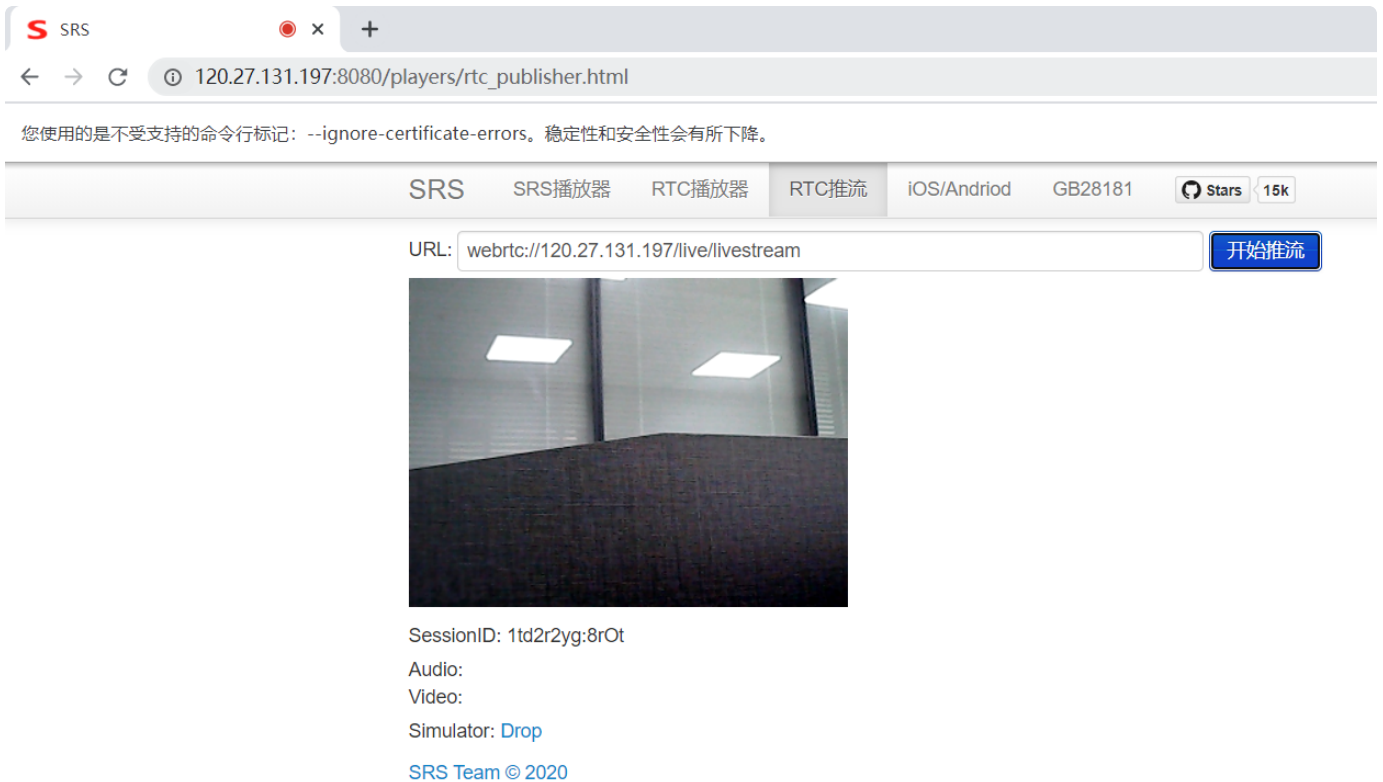 SRS
120.27.131.197:8080/players/rtc_publisher.html
您使用的是不受支持的命令行标记：--ignore-certificate-errors。稳定性和安全性会有所下降。
SRS SRS播放器 RTC播放器 RTC推流 iOS/Andriod GB28181 Stars 15k
URL: webrtc://120.27.131.197/live/livestream 开始推流
SessionID: 1td2r2yg:8rOt
Audio:
Video:
Simulator: Drop
SRS Team © 2020